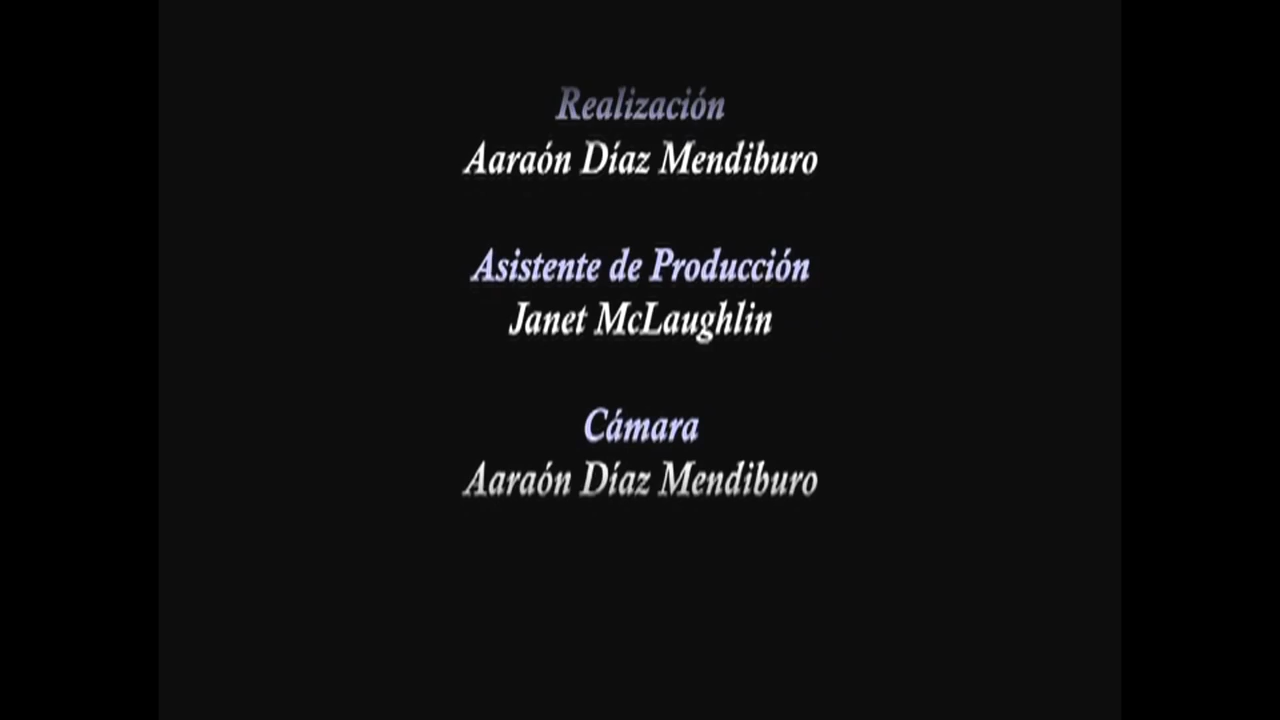 Realización
Aaraón Díaz Mendiburo
Asistente de Producción
Janet McLaughlin
Cámara
Aaraón Díaz Mendiburo